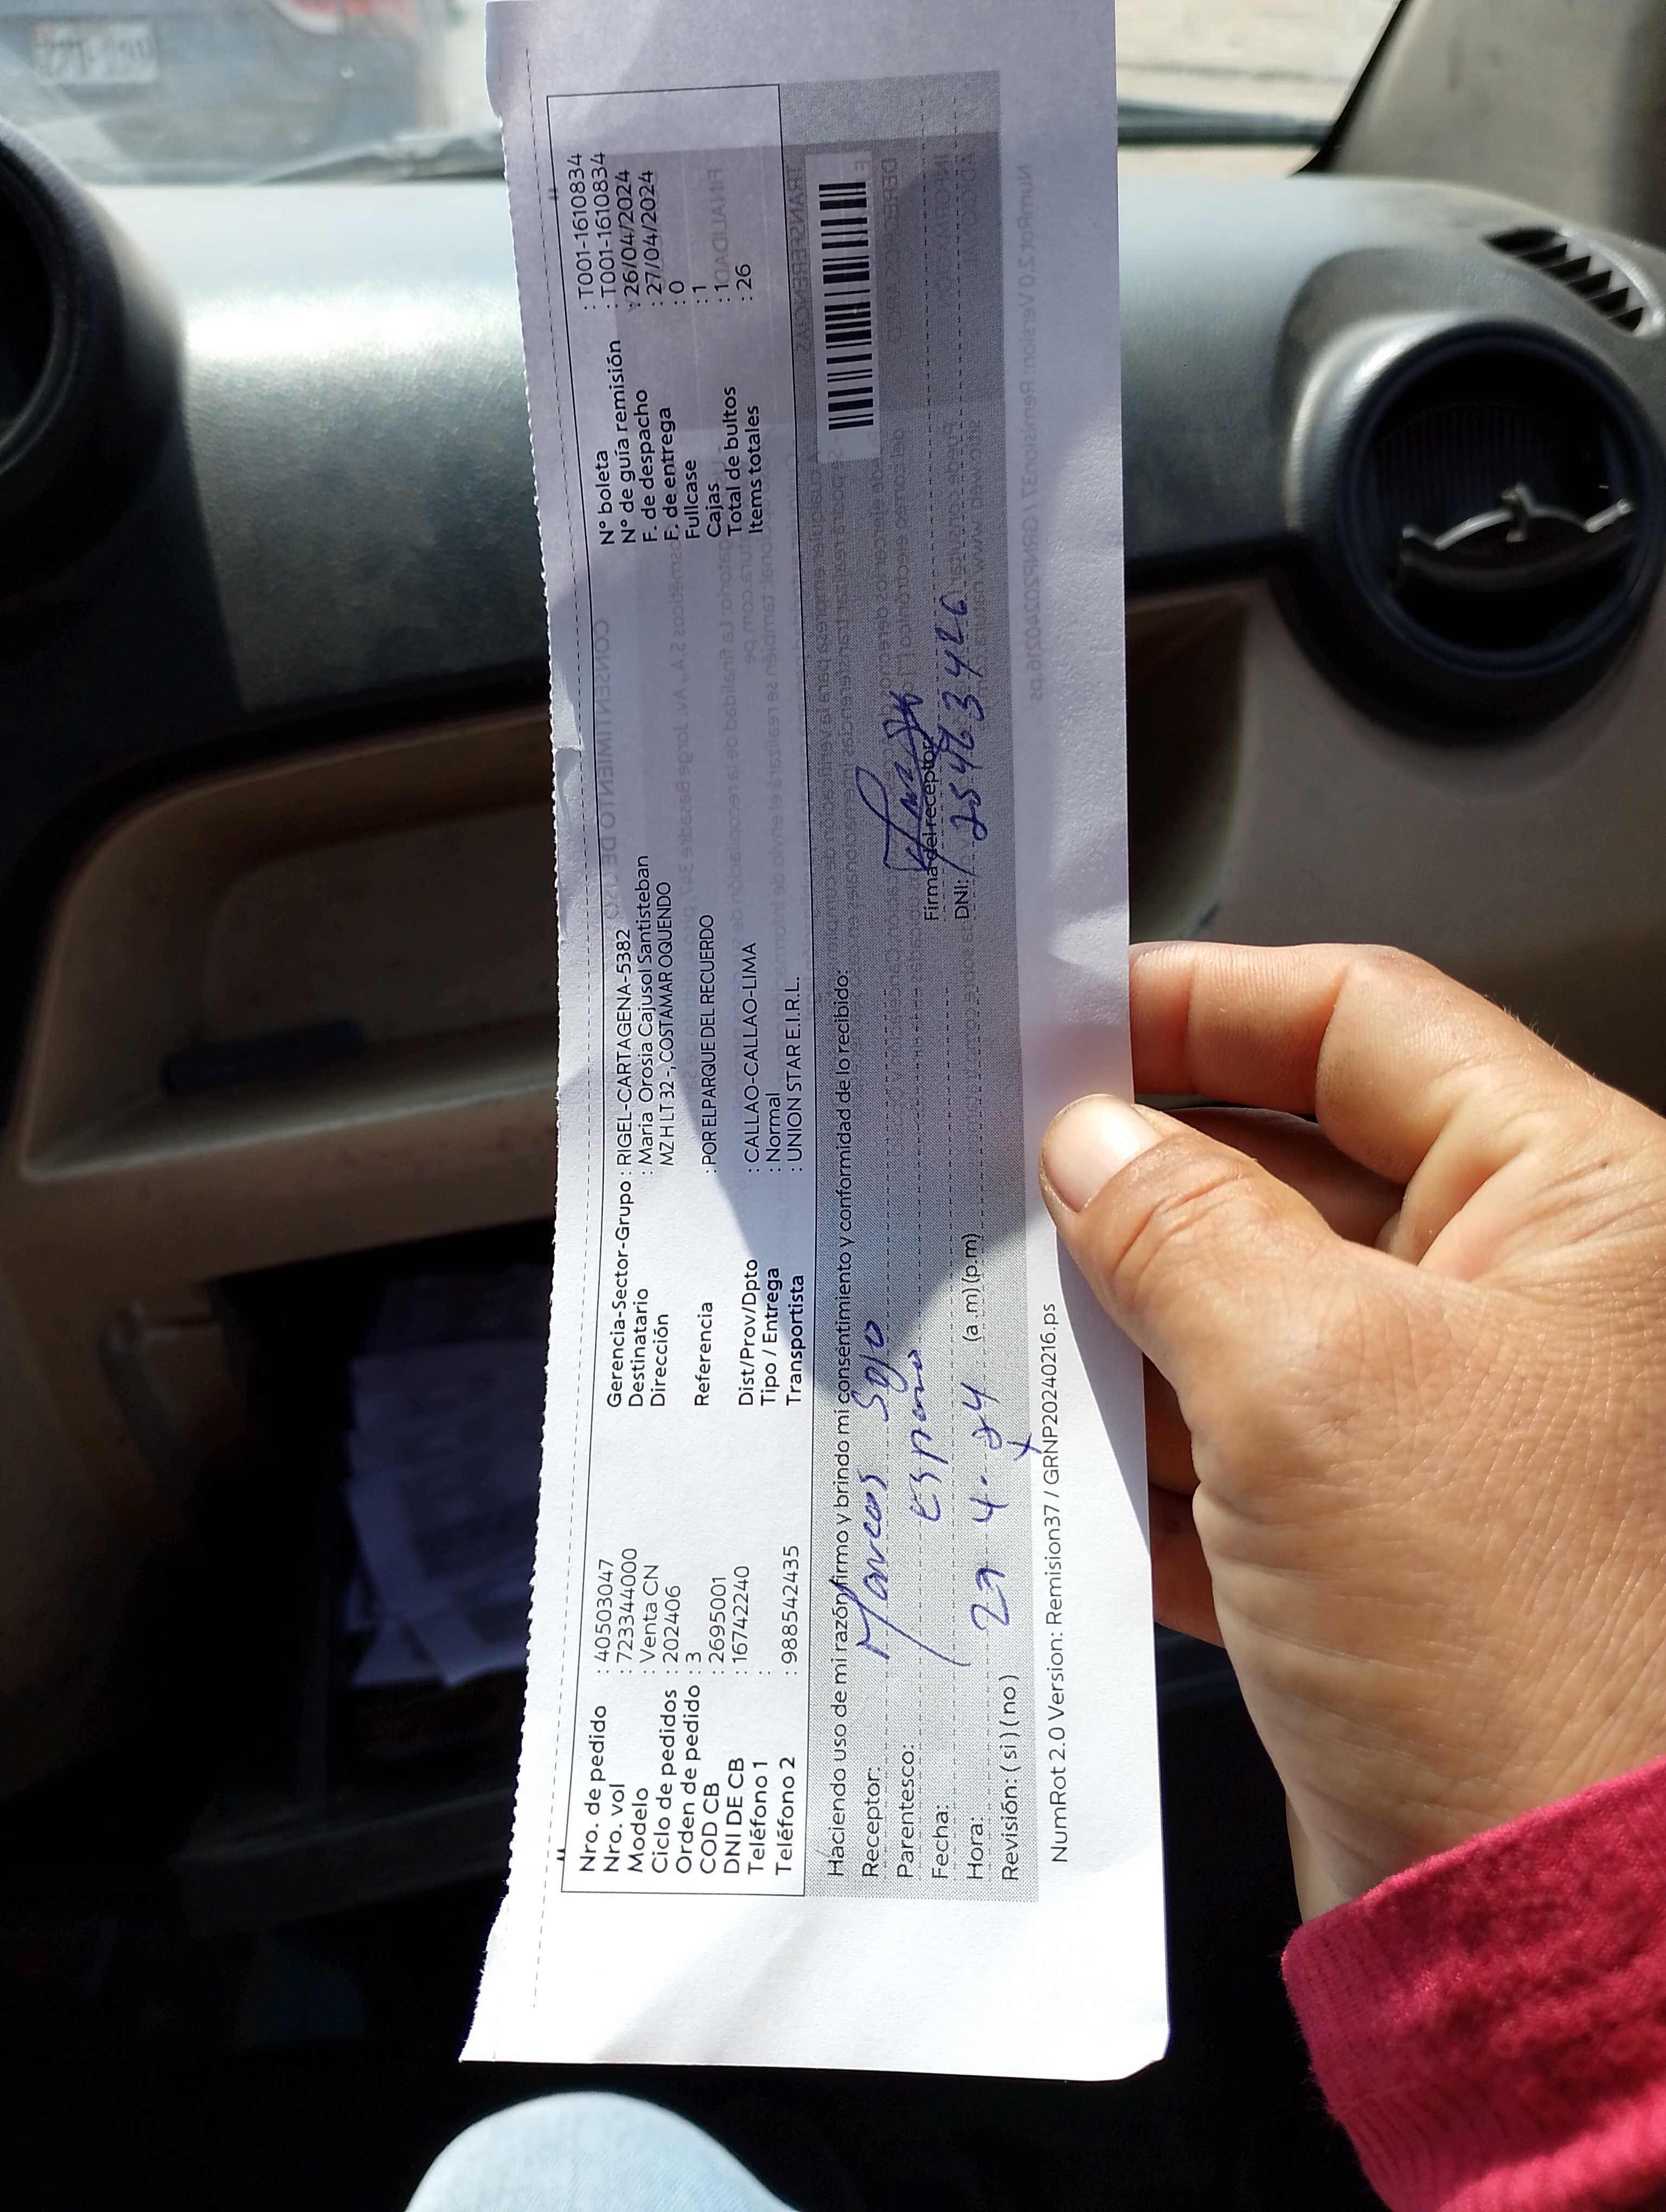 Nro. de pedido : 40503047
Nro. vol : 723344000
Modelo : Venta CN
Ciclo de pedidos : 202406
Orden de pedido : 3
COD CB : 2695001
DNI DE CB : 16742240
Teléfono 1 :
Teléfono 2 : 988542435
Gerencia-Sector-Grupo : RIGEL-CARTAGENA-5382
Destinatario : Maria Orosia Cajusol Santisteban
Dirección MZ H LT 32 -, COSTAMAR OQUENDO
Referencia : POR EL PARQUE DEL RECUERDO
Dist/Prov/Dpto : CALLAO-CALLAO-LIMA
Tipo / Entrega : Normal
Transportista : UNION STAR E.I.R.L.
N° boleta : T001-1610834
N° de guía remisión : T001-1610834
F. de despacho : 26/04/2024
F. de entrega : 27/04/2024
Fullcase : 0
Cajas : 1
Total de bultos : 1
Items totales : 26
Haciendo uso de mi razón firmo y brindo mi consentimiento y conformidad de lo recibido:
Receptor: Marcos Sojo
Parentesco: Esposo
Fecha: 27 4. 24
Hora: (a .m) (p.m)
Revisión: ( si ) ( no )
Firma del receptor
DNI:
NumRot 2.0 Version: Remision37 / GRNP20240216.ps